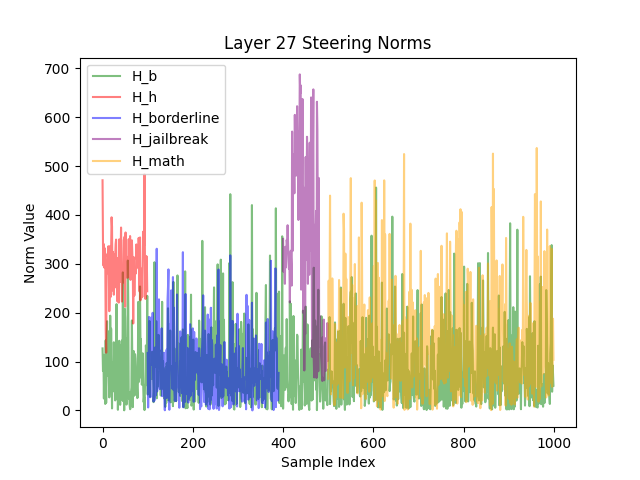 Layer 27 Steering Norms
H_b
H_h
H_borderline
H_jailbreak
H_math
Norm Value
700
600
500
400
300
200
100
0
0 200 400 600 800 1000
Sample Index